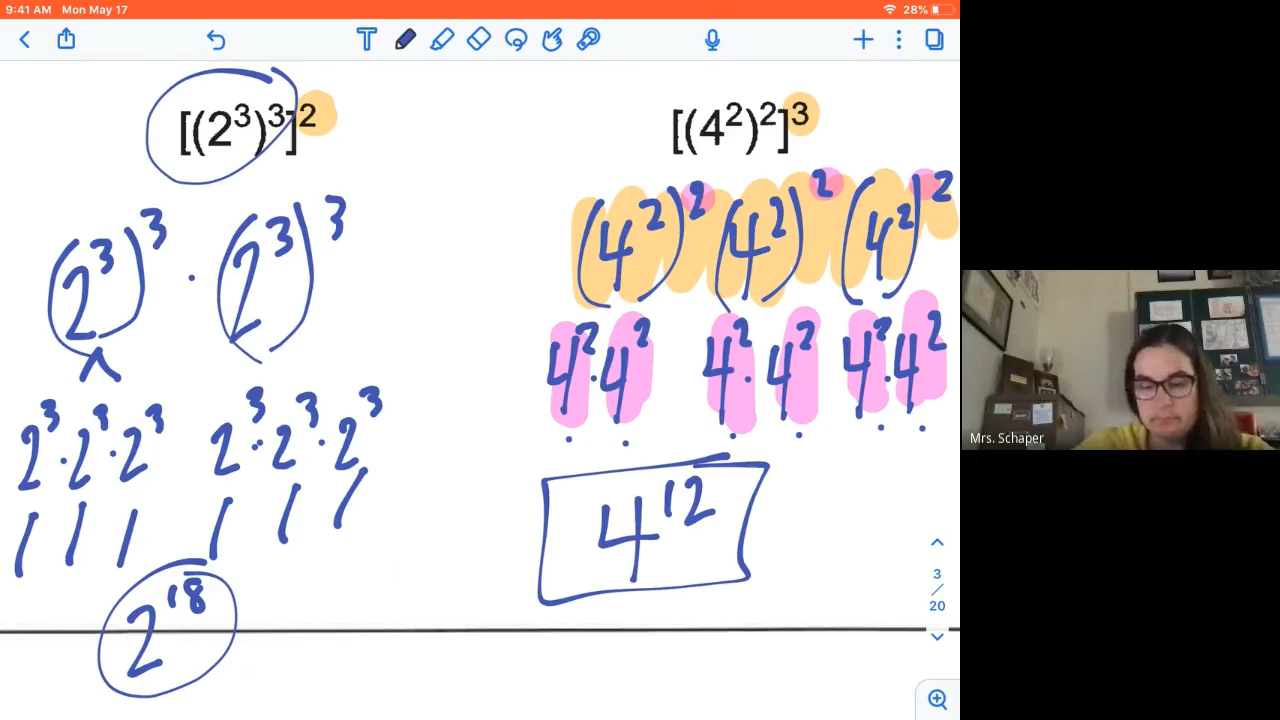 9:41 AM Mon May 17
28%
[(2³)³]²
[(4²)²]³
(2³)³ · (2³)³
(4²)² (4²)² (4²)²
4² · 4² 4² · 4² 4² · 4²
2³ · 2³ · 2³ 2³ · 2³ · 2³
4¹²
2¹⁸
Mrs. Schaper
3
/
20